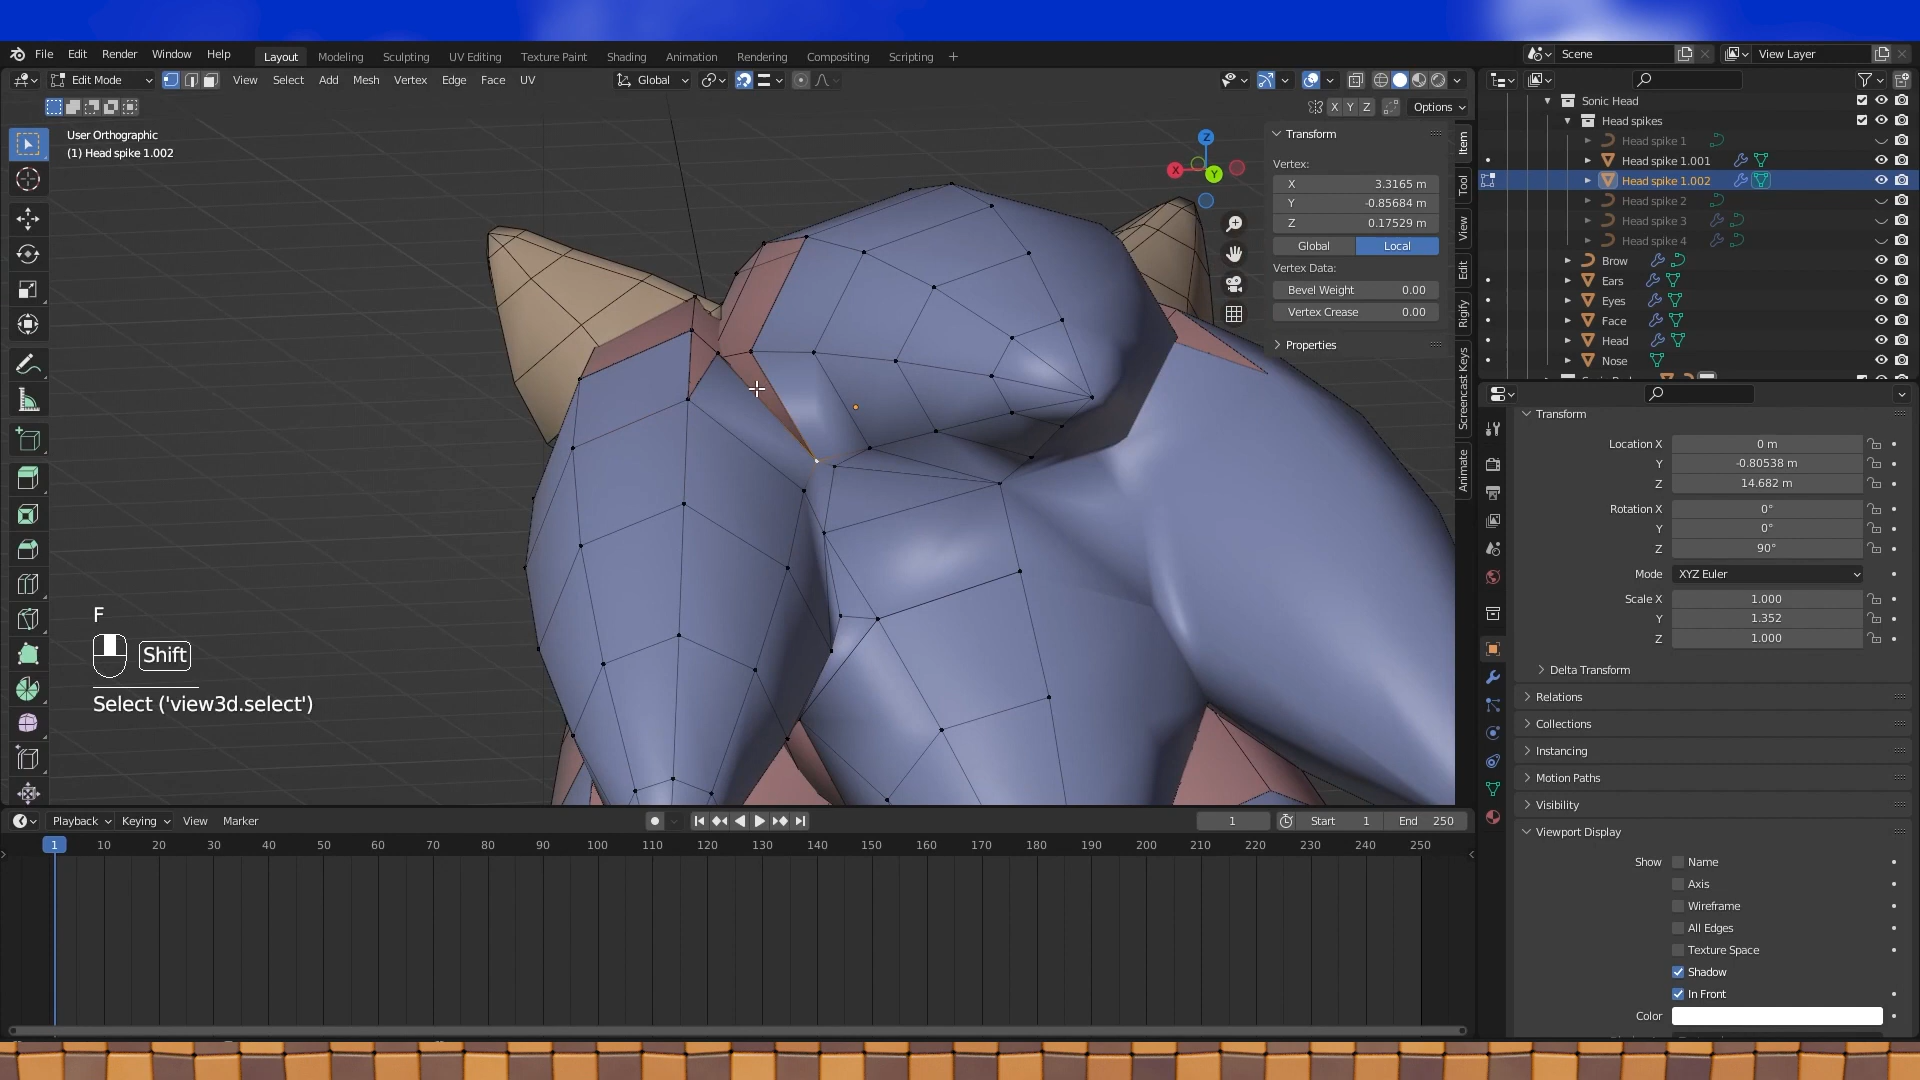 File Edit Render Window Help Layout Modeling Sculpting UV Editing Texture Paint Shading Animation Rendering Compositing Scripting + Scene View Layer
Edit Mode View Select Add Mesh Vertex Edge Face UV Global
X Y Z Options
User Orthographic
(1) Head spike 1.002
Z
X
Y
Transform
Vertex:
X 3.3165 m
Y -0.85684 m
Z 0.17529 m
Global Local
Vertex Data:
Bevel Weight 0.00
Vertex Crease 0.00
Properties
Item
Tool
View
Edit
Rigify
Screencast Keys
Animate
F
Shift
Select ('view3d.select')
Sonic Head
Head spikes
Head spike 1
Head spike 1.001
Head spike 1.002
Head spike 2
Head spike 3
Head spike 4
Brow
Ears
Eyes
Face
Head
Nose
Transform
Location X 0 m
Y -0.80538 m
Z 14.682 m
Rotation X 0°
Y 0°
Z 90°
Mode XYZ Euler
Scale X 1.000
Y 1.352
Z 1.000
Delta Transform
Relations
Collections
Instancing
Motion Paths
Visibility
Viewport Display
Show Name
Axis
Wireframe
All Edges
Texture Space
Shadow
In Front
Color
Playback Keying View Marker 1 Start 1 End 250
1 10 20 30 40 50 60 70 80 90 100 110 120 130 140 150 160 170 180 190 200 210 220 230 240 250